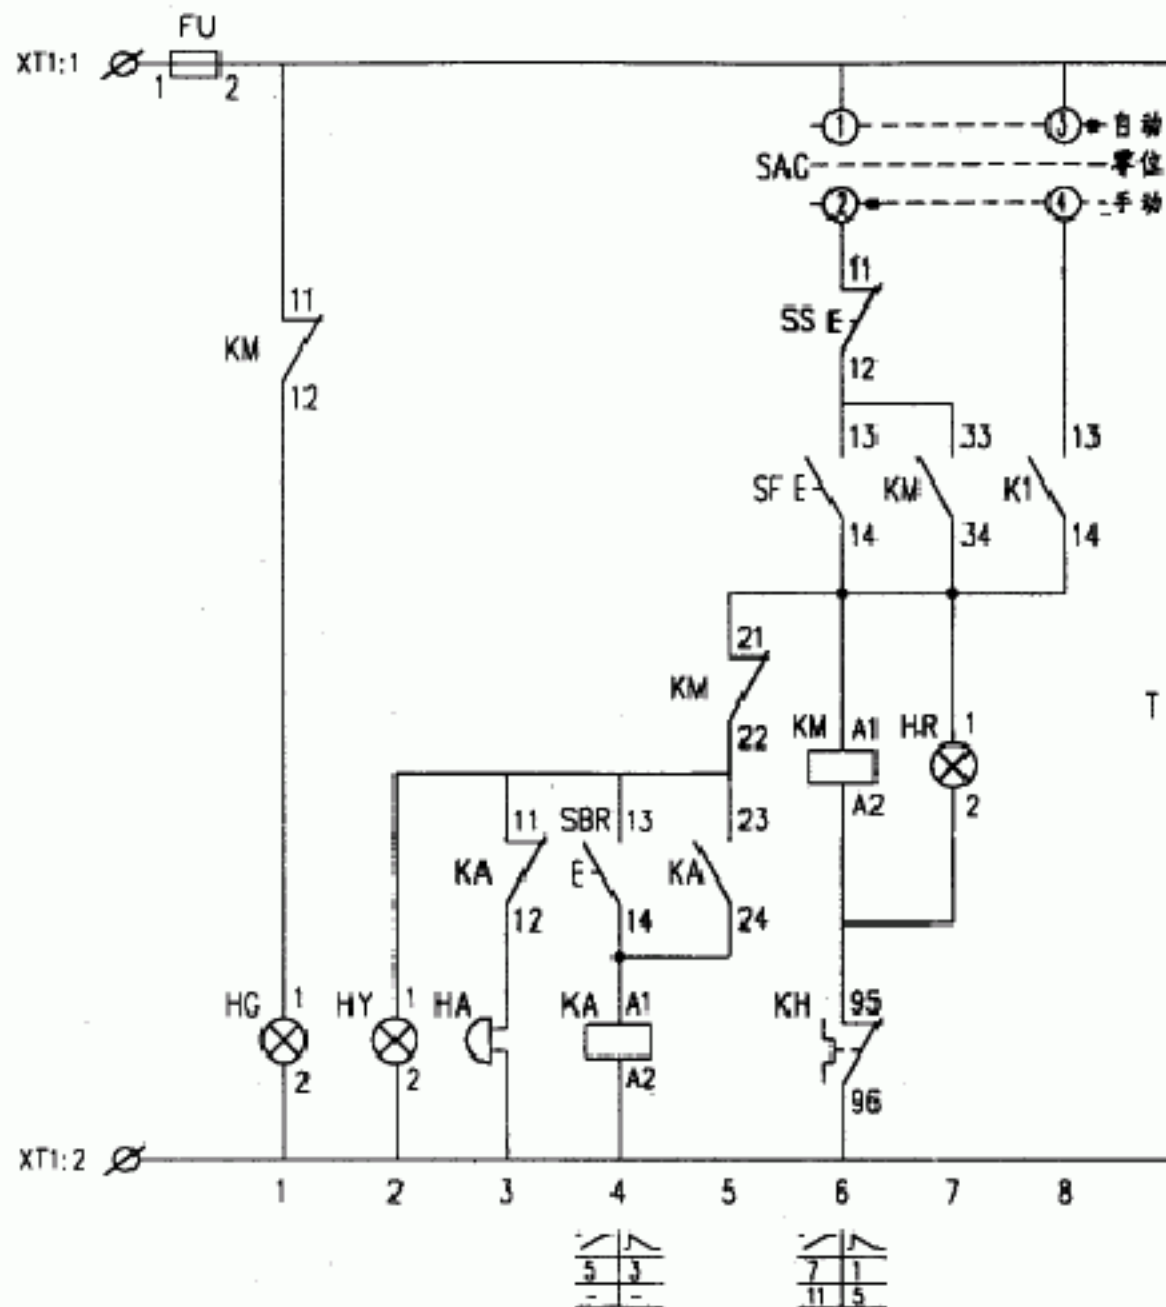 FU
XT1:1
1 2
1 3 自动
SAC 零位
2 4 手动
11
SS E
12
11
KM
12
13 33 13
SF E KM K1
14 34 14
21
KM
22
T
KM A1 HR 1
A2 2
11 SBR 13 23
KA E KA
12 14 24
HG 1 HY 1 HA KA A1 KH 95
2 2 A2 96
XT1:2
1 2 3 4 5 6 7 8
5 3 7 1
- - 11 5